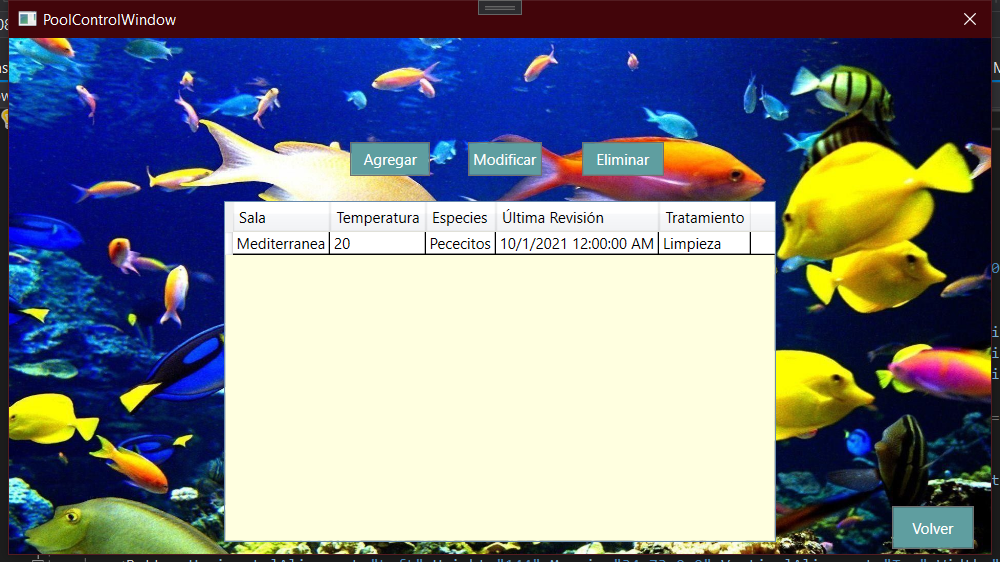 PoolControlWindow
Agregar Modificar Eliminar
Sala Temperatura Especies Última Revisión Tratamiento
Mediterranea 20 Pececitos 10/1/2021 12:00:00 AM Limpieza
Volver